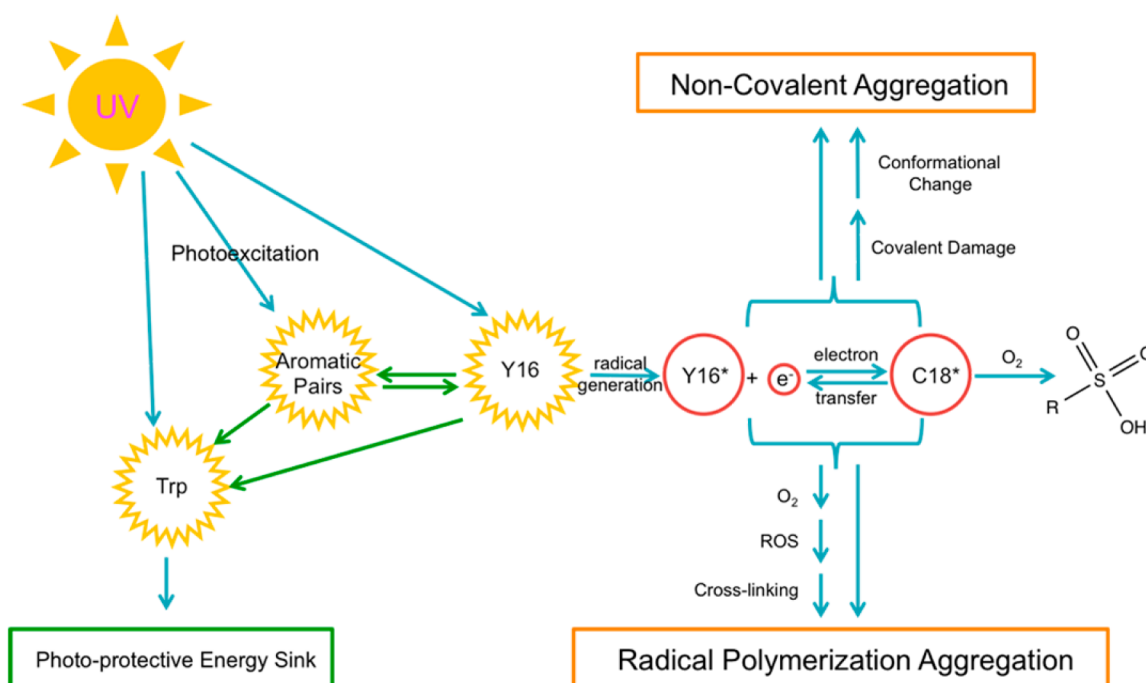 UV
Photoexcitation
Aromatic
Pairs
Y16
Trp
Photo-protective Energy Sink
radical
generation
Y16*
+
e-
electron
transfer
C18*
O2
O
O
S
R
OH
Non-Covalent Aggregation
Conformational
Change
Covalent Damage
O2
ROS
Cross-linking
Radical Polymerization Aggregation